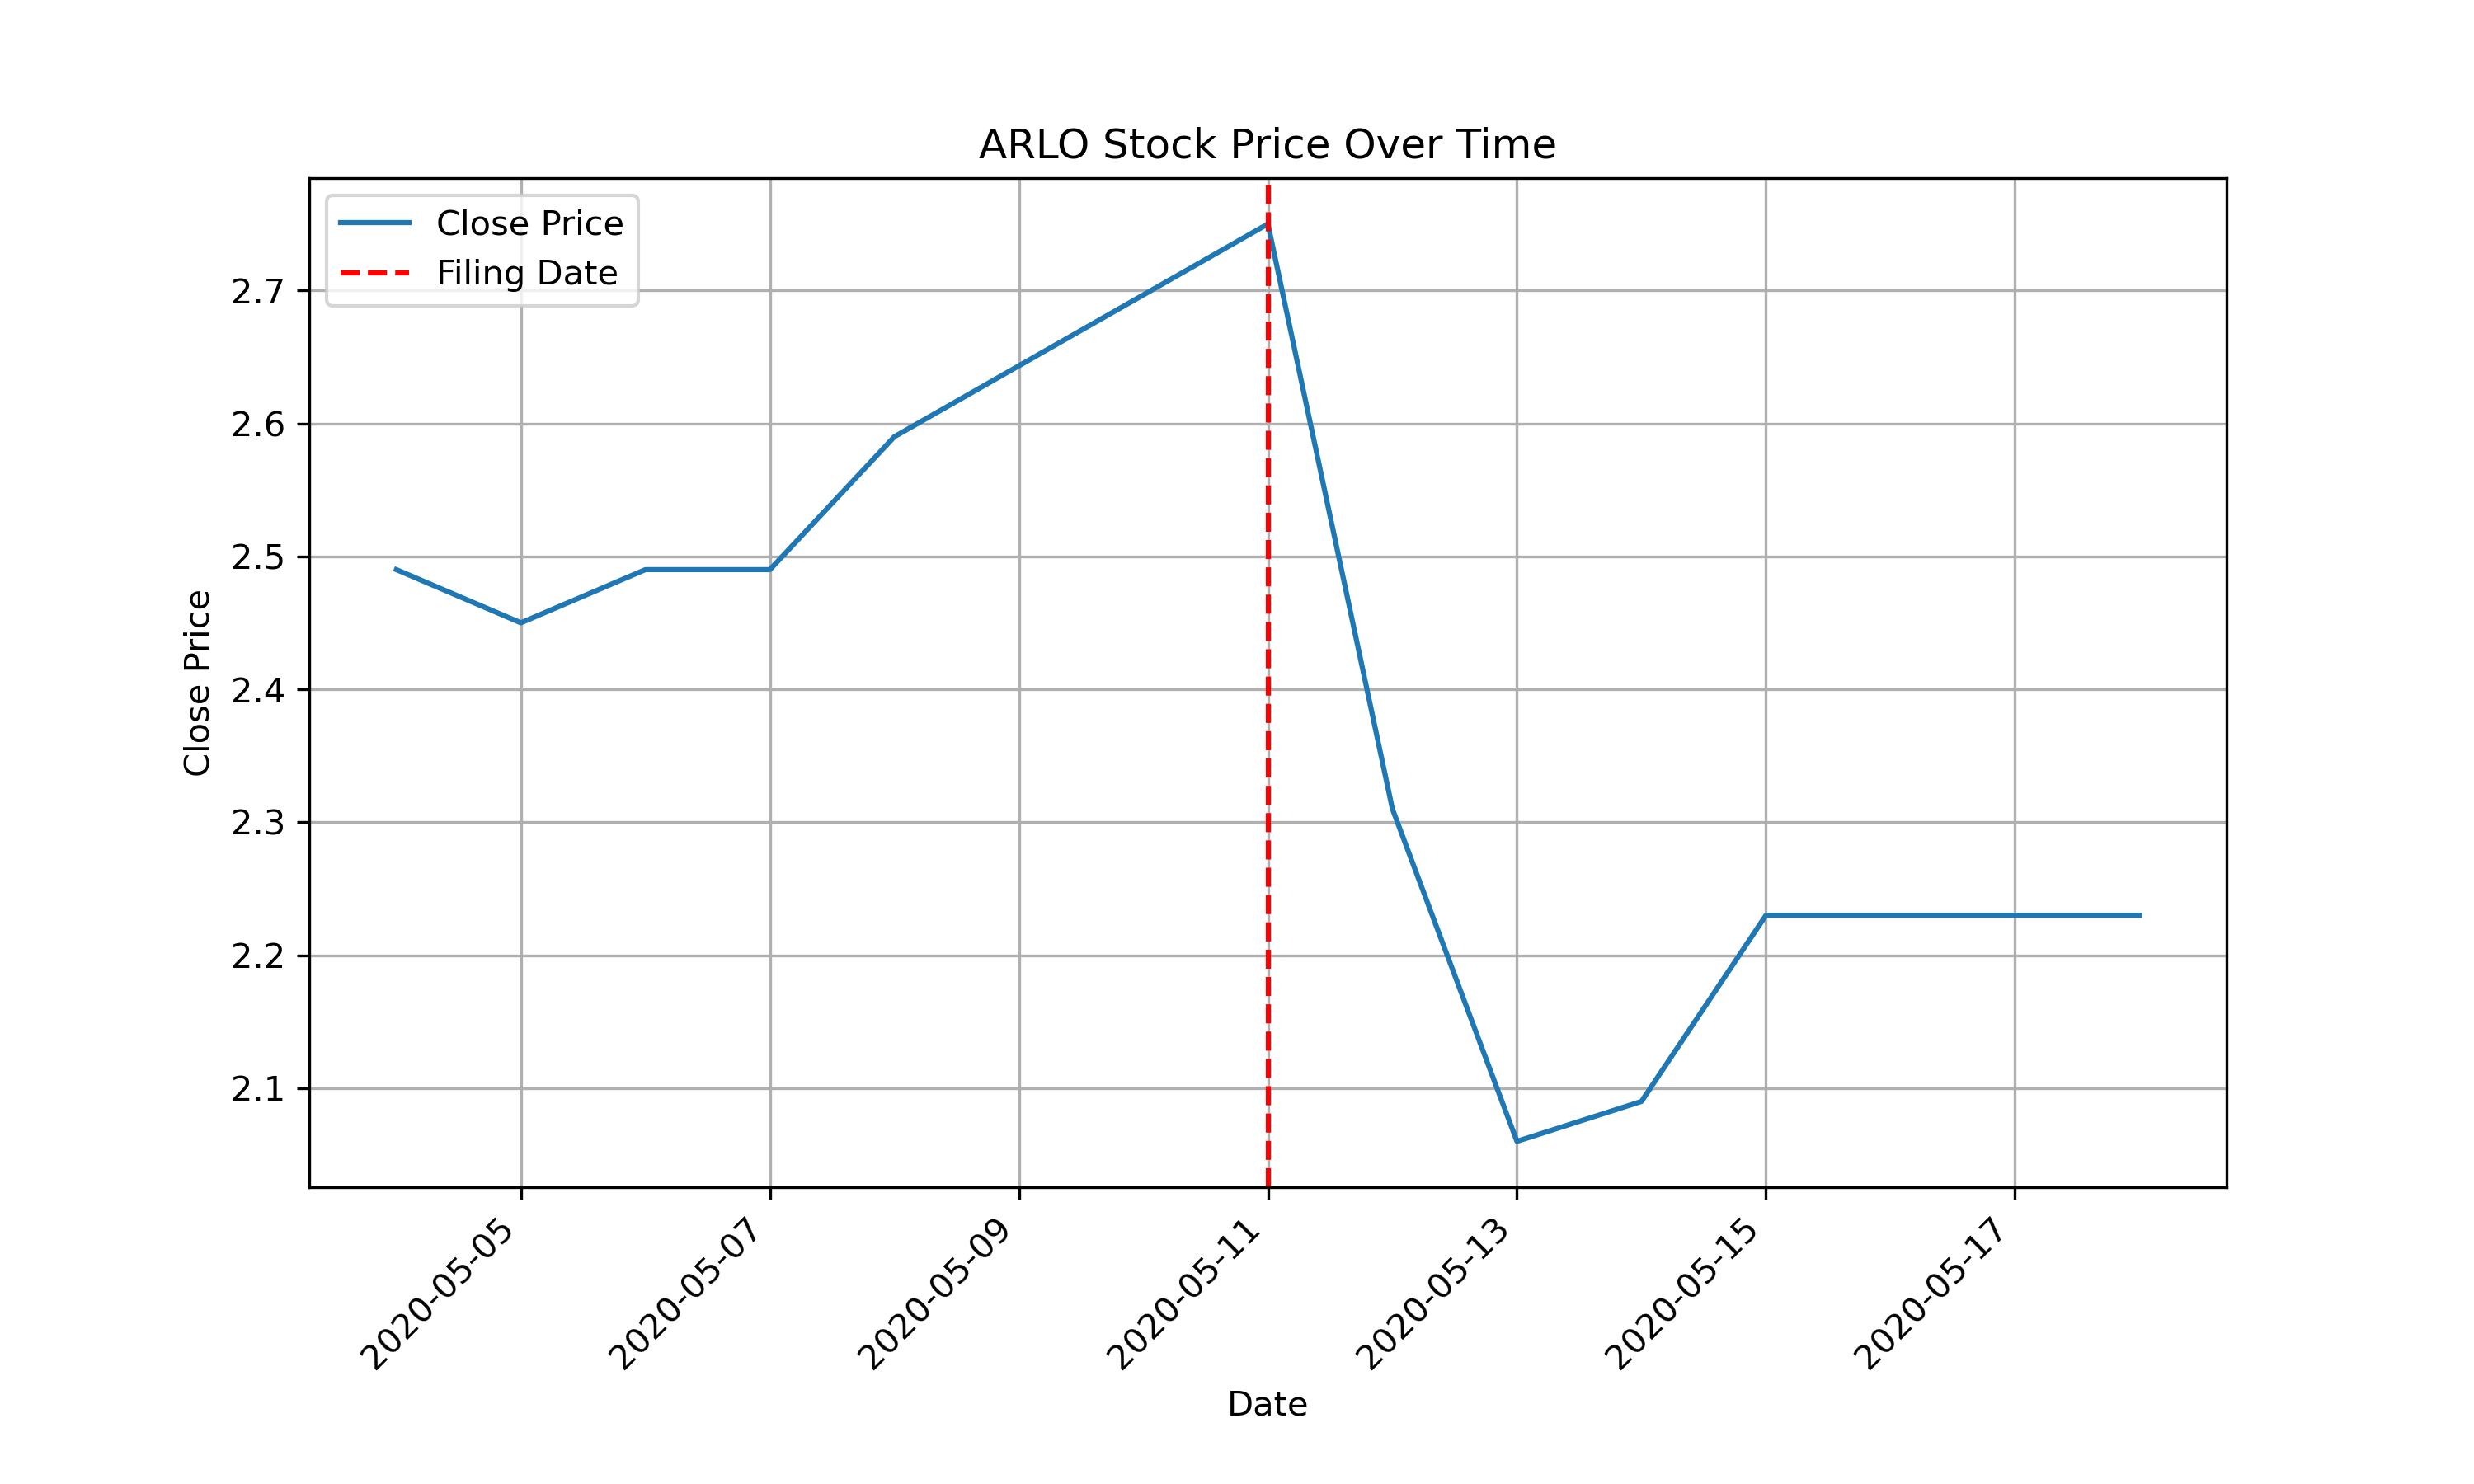 ARLO Stock Price Over Time
Close Price
Filing Date
Close Price
2.7
2.6
2.5
2.4
2.3
2.2
2.1
2020-05-05
2020-05-07
2020-05-09
2020-05-11
2020-05-13
2020-05-15
2020-05-17
Date